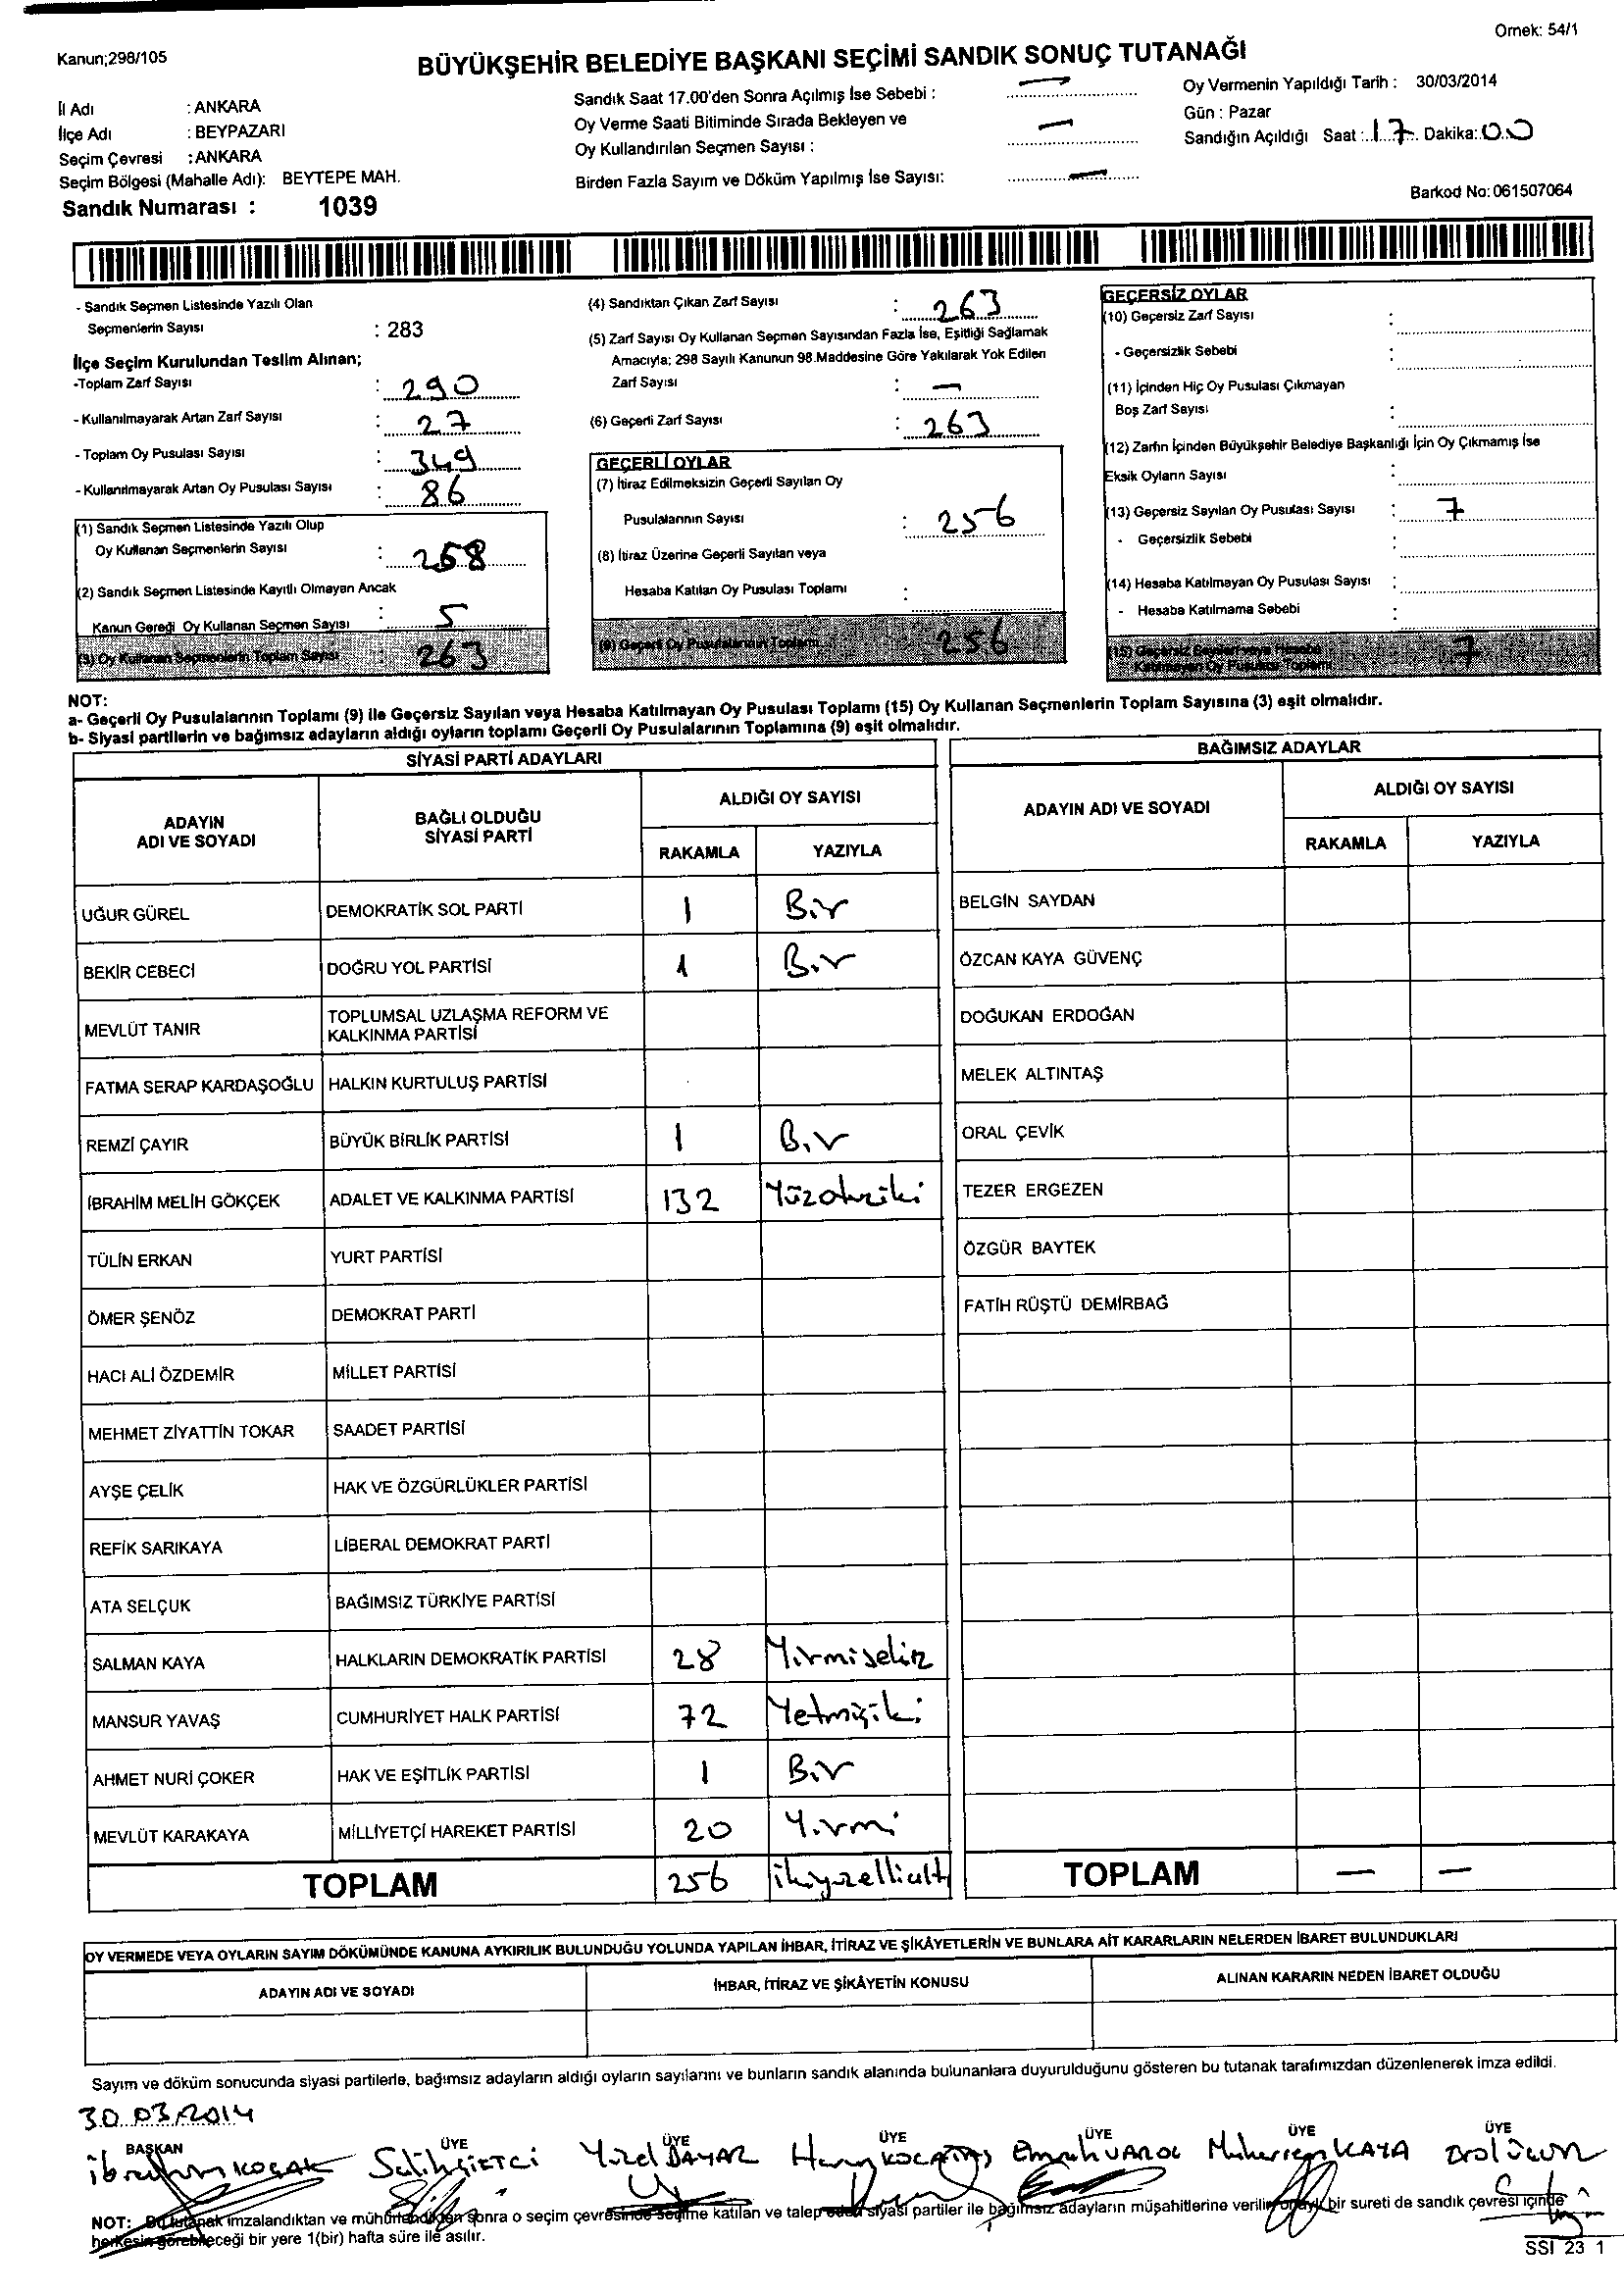 Ornek: 54/1
Kanun;298/105
BÜYÜKŞEHİR BELEDİYE BAŞKANI SEÇİMİ SANDIK SONUÇ TUTANAĞI
İl Adı : ANKARA
İlçe Adı : BEYPAZARI
Seçim Çevresi : ANKARA
Seçim Bölgesi (Mahalle Adı): BEYTEPE MAH.
Sandık Numarası : 1039
Sandık Saat 17.00'den Sonra Açılmış İse Sebebi : —
Oy Verme Saati Bitiminde Sırada Bekleyen ve
Oy Kullandırılan Seçmen Sayısı : —
Birden Fazla Sayım ve Döküm Yapılmış İse Sayısı: —
Oy Vermenin Yapıldığı Tarih : 30/03/2014
Gün : Pazar
Sandığın Açıldığı Saat : 17 Dakika: 00
Barkod No: 061507064
- Sandık Seçmen Listesinde Yazılı Olan
Seçmenlerin Sayısı : 283
İlçe Seçim Kurulundan Teslim Alınan;
-Toplam Zarf Sayısı : 290
- Kullanılmayarak Artan Zarf Sayısı : 27
- Toplam Oy Pusulası Sayısı : 349
- Kullanılmayarak Artan Oy Pusulası Sayısı : 86
(1) Sandık Seçmen Listesinde Yazılı Olup
Oy Kullanan Seçmenlerin Sayısı : 258
(2) Sandık Seçmen Listesinde Kayıtlı Olmayan Ancak
Kanun Gereği Oy Kullanan Seçmen Sayısı : 5
(3) Oy Kullanan Seçmenlerin Toplam Sayısı : 263
(4) Sandıktan Çıkan Zarf Sayısı : 263
(5) Zarf Sayısı Oy Kullanan Seçmen Sayısından Fazla İse, Eşitliği Sağlamak
Amacıyla; 298 Sayılı Kanunun 98.Maddesine Göre Yakılarak Yok Edilen
Zarf Sayısı : —
(6) Geçerli Zarf Sayısı : 263
GEÇERLİ OYLAR
(7) İtiraz Edilmeksizin Geçerli Sayılan Oy
Pusulalarının Sayısı : 256
(8) İtiraz Üzerine Geçerli Sayılan veya
Hesaba Katılan Oy Pusulası Toplamı :
(9) Geçerli Oy Pusulalarının Toplamı 256
GEÇERSİZ OYLAR
(10) Geçersiz Zarf Sayısı :
- Geçersizlik Sebebi :
(11) İçinden Hiç Oy Pusulası Çıkmayan
Boş Zarf Sayısı :
(12) Zarfın İçinden Büyükşehir Belediye Başkanlığı İçin Oy Çıkmamış İse
Eksik Oyların Sayısı :
(13) Geçersiz Sayılan Oy Pusulası Sayısı : 7
- Geçersizlik Sebebi :
(14) Hesaba Katılmayan Oy Pusulası Sayısı :
- Hesaba Katılmama Sebebi :
(15) Geçersiz Sayılan veya Hesaba
Katılmayan Oy Pusulası Toplamı 7
NOT:
a- Geçerli Oy Pusulalarının Toplamı (9) ile Geçersiz Sayılan veya Hesaba Katılmayan Oy Pusulası Toplamı (15) Oy Kullanan Seçmenlerin Toplam Sayısına (3) eşit olmalıdır.
b- Siyasi partilerin ve bağımsız adayların aldığı oyların toplamı Geçerli Oy Pusulalarının Toplamına (9) eşit olmalıdır.
SİYASİ PARTİ ADAYLARI
ADAYIN ADI VE SOYADI BAĞLI OLDUĞU SİYASİ PARTİ ALDIĞI OY SAYISI
RAKAMLA YAZIYLA
UĞUR GÜREL DEMOKRATİK SOL PARTİ 1 Bir
BEKİR CEBECİ DOĞRU YOL PARTİSİ 1 Bir
MEVLÜT TANIR TOPLUMSAL UZLAŞMA REFORM VE KALKINMA PARTİSİ
FATMA SERAP KARDAŞOĞLU HALKIN KURTULUŞ PARTİSİ
REMZİ ÇAYIR BÜYÜK BİRLİK PARTİSİ 1 Bir
İBRAHİM MELİH GÖKÇEK ADALET VE KALKINMA PARTİSİ 132 Yüzotuziki
TÜLİN ERKAN YURT PARTİSİ
ÖMER ŞENÖZ DEMOKRAT PARTİ
HACI ALİ ÖZDEMİR MİLLET PARTİSİ
MEHMET ZİYATTİN TOKAR SAADET PARTİSİ
AYŞE ÇELİK HAK VE ÖZGÜRLÜKLER PARTİSİ
REFİK SARIKAYA LİBERAL DEMOKRAT PARTİ
ATA SELÇUK BAĞIMSIZ TÜRKİYE PARTİSİ
SALMAN KAYA HALKLARIN DEMOKRATİK PARTİSİ 28 Yirmisekiz
MANSUR YAVAŞ CUMHURİYET HALK PARTİSİ 72 Yetmişiki
AHMET NURİ ÇOKER HAK VE EŞİTLİK PARTİSİ 1 Bir
MEVLÜT KARAKAYA MİLLİYETÇİ HAREKET PARTİSİ 20 Yirmi
TOPLAM 256 ikiyüzellialtı
BAĞIMSIZ ADAYLAR
ADAYIN ADI VE SOYADI ALDIĞI OY SAYISI
RAKAMLA YAZIYLA
BELGİN SAYDAN
ÖZCAN KAYA GÜVENÇ
DOĞUKAN ERDOĞAN
MELEK ALTINTAŞ
ORAL ÇEVİK
TEZER ERGEZEN
ÖZGÜR BAYTEK
FATİH RÜŞTÜ DEMİRBAĞ
TOPLAM — —
OY VERMEDE VEYA OYLARIN SAYIM DÖKÜMÜNDE KANUNA AYKIRILIK BULUNDUĞU YOLUNDA YAPILAN İHBAR, İTİRAZ VE ŞİKÂYETLERİN VE BUNLARA AİT KARARLARIN NELERDEN İBARET BULUNDUKLARI
ADAYIN ADI VE SOYADI İHBAR, İTİRAZ VE ŞİKÂYETİN KONUSU ALINAN KARARIN NEDEN İBARET OLDUĞU
Sayım ve döküm sonucunda siyasi partilerle, bağımsız adayların aldığı oyların sayılarını ve bunların sandık alanında bulunanlara duyurulduğunu gösteren bu tutanak tarafımızdan düzenlenerek imza edildi.
30.03.2014
BAŞKAN ÜYE ÜYE ÜYE ÜYE ÜYE ÜYE
İbrahim KOÇAK Salih Yücel Emrah VAROL Muharrem KAYA
NOT: Bu tutanak imzalandıktan ve mühürlendikten sonra o seçim çevresinde seçime katılan ve talep eden siyasi partiler ile bağımsız adayların müşahitlerine verilir, onaylı bir sureti de sandık çevresi içinde
herkesin görebileceği bir yere 1(bir) hafta süre ile asılır.
SSI 23 1